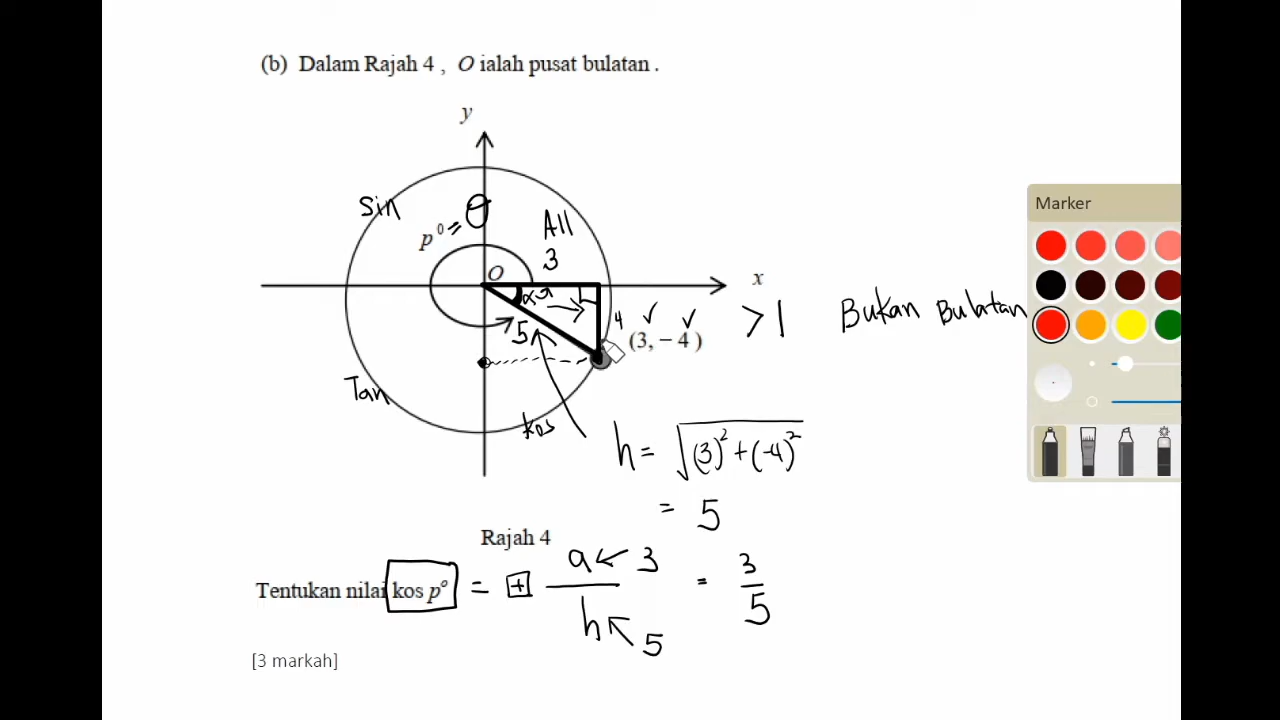 (b) Dalam Rajah 4 , O ialah pusat bulatan .
y
Sin
p° = θ
All
3
O
x
α
5
4
(3, – 4 )
> 1 Bukan Bulatan
Tan
kos
h = √(3)² + (-4)²
= 5
Rajah 4
Tentukan nilai kos p° = + a ← 3 / h ↖ 5 = 3/5
[3 markah]
Marker